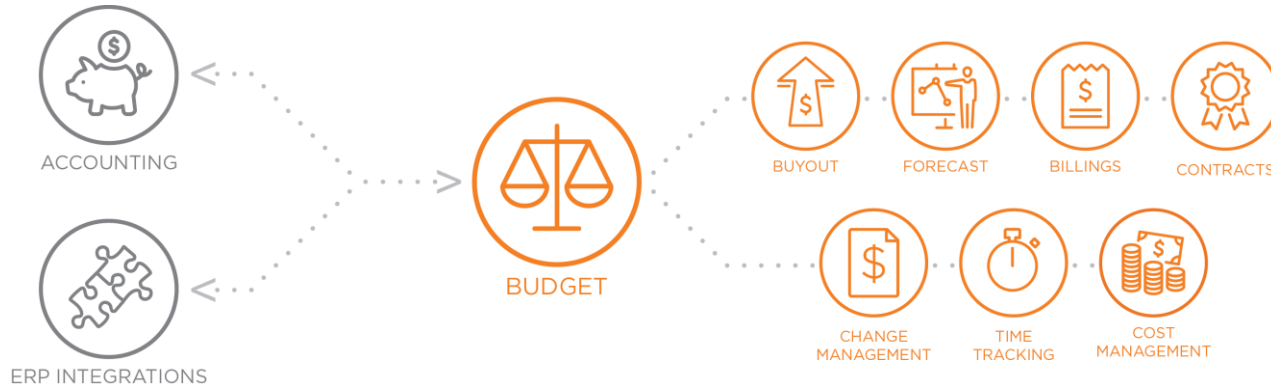 ACCOUNTING
ERP INTEGRATIONS
$
BUDGET
$
BUYOUT
FORECAST
$
BILLINGS
CONTRACTS
$
CHANGE
MANAGEMENT
TIME
TRACKING
$
COST
MANAGEMENT